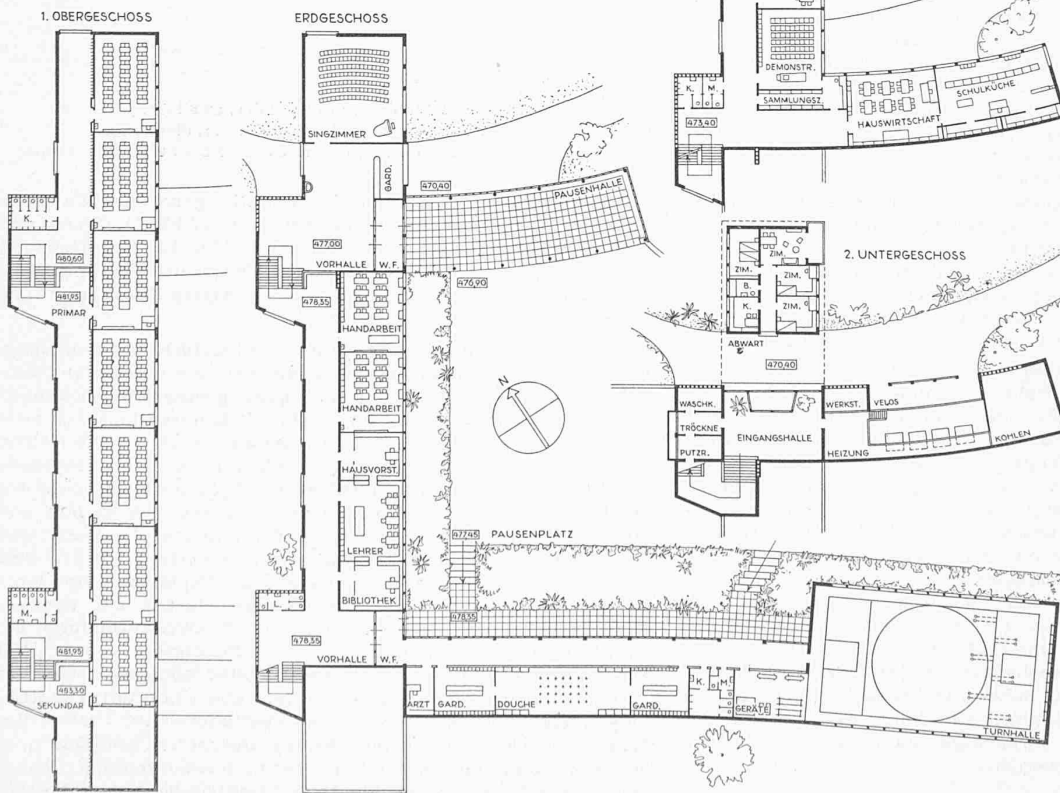 1. OBERGESCHOSS
K.
480,60
481,95
PRIMAR
M.
481,95
483,30
SEKUNDAR
ERDGESCHOSS
SINGZIMMER
GARD.
470,40
PAUSENHALLE
477,00
VORHALLE
W.F.
476,90
478,35
HANDARBEIT
HANDARBEIT
N
HAUSVORST.
LEHRER
BIBLIOTHEK
477,45
PAUSENPLATZ
L.
478,35
478,35
VORHALLE
W.F.
ARZT
GARD.
DOUCHE
GARD.
K.
M.
GERÄTE
TURNHALLE
DEMONSTR.
K.
M.
SAMMLUNGSZ.
473,40
HAUSWIRTSCHAFT
SCHULKÜCHE
2. UNTERGESCHOSS
ZIM.
ZIM.
ZIM.
B.
K.
ZIM.
ABWART
470,40
WASCHK.
WERKST.
VELOS
TRÖCKNE
EINGANGSHALLE
PUTZR.
HEIZUNG
KOHLEN